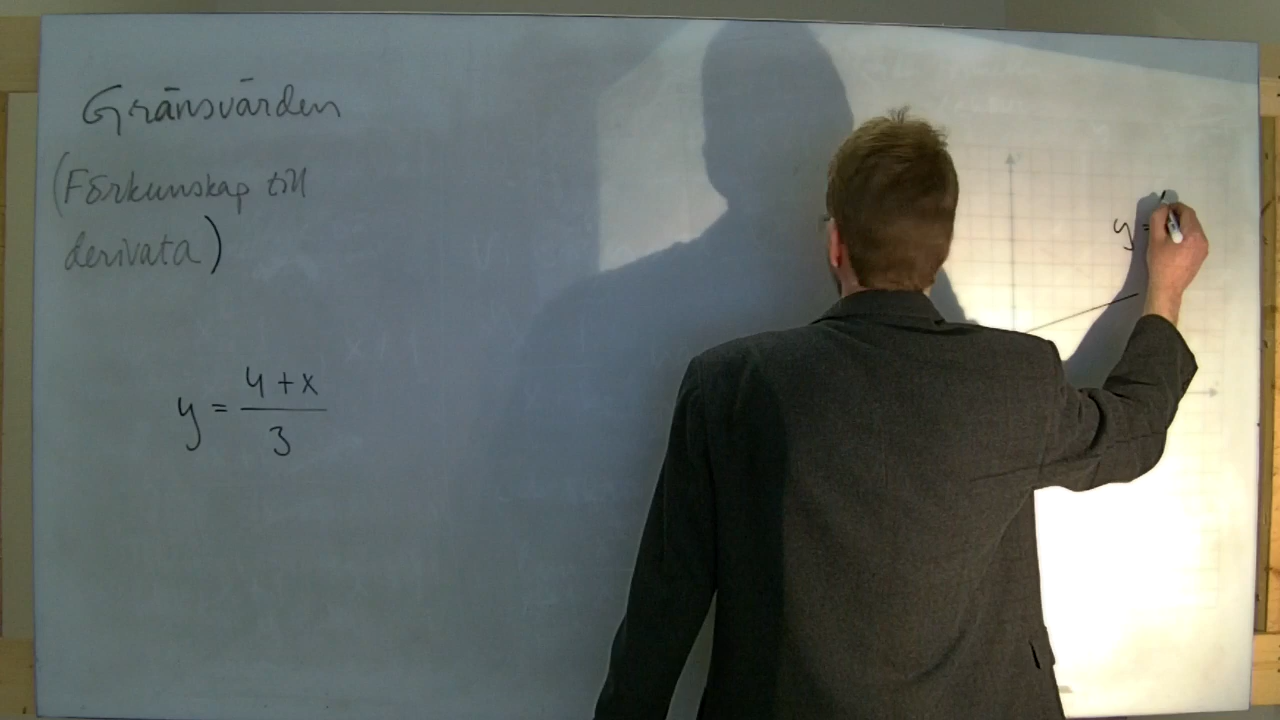 Gränsvärden
(Förkunskap till
derivata)
y = 4+x / 3
y =